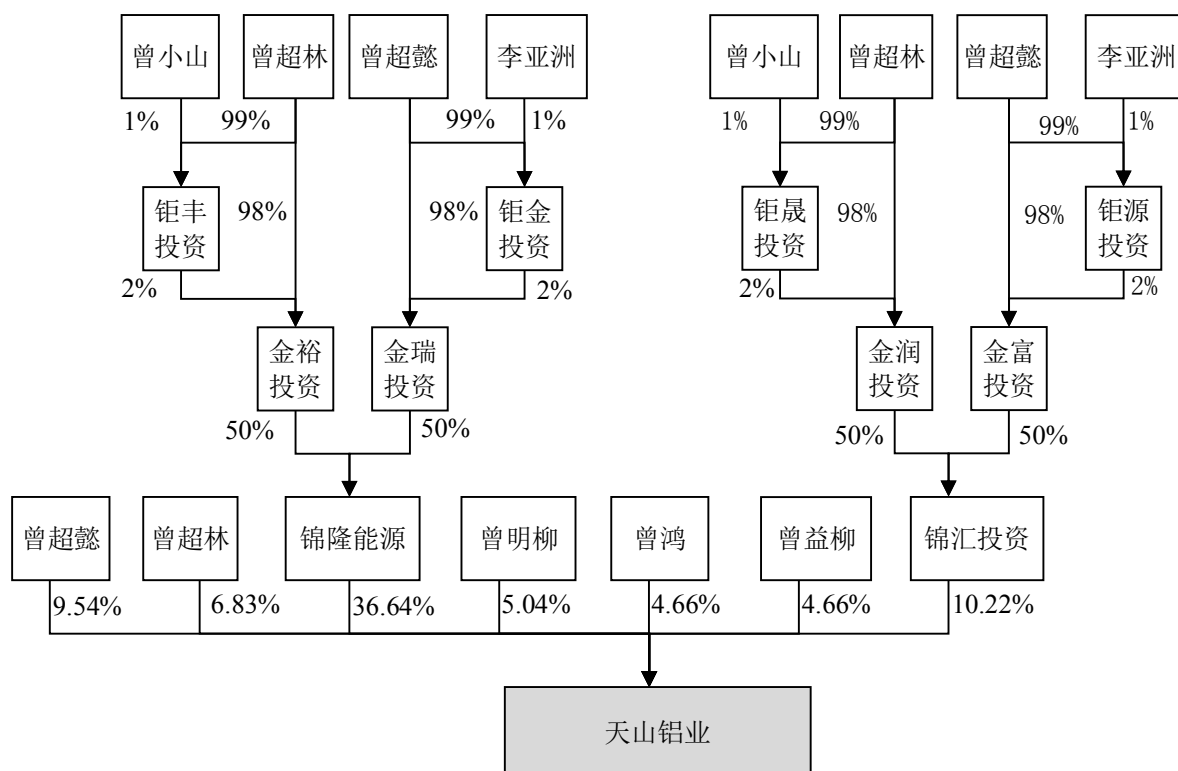 曾小山 曾超林 曾超懿 李亚洲 曾小山 曾超林 曾超懿 李亚洲
1% 99% 99% 1% 1% 99% 99% 1%
钜丰
投资
98% 98%
钜金
投资
钜晟
投资
98% 98%
钜源
投资
2% 2% 2% 2%
金裕
投资
金瑞
投资
金润
投资
金富
投资
50% 50% 50% 50%
曾超懿 曾超林 锦隆能源 曾明柳 曾鸿 曾益柳 锦汇投资
9.54% 6.83% 36.64% 5.04% 4.66% 4.66% 10.22%
天山铝业